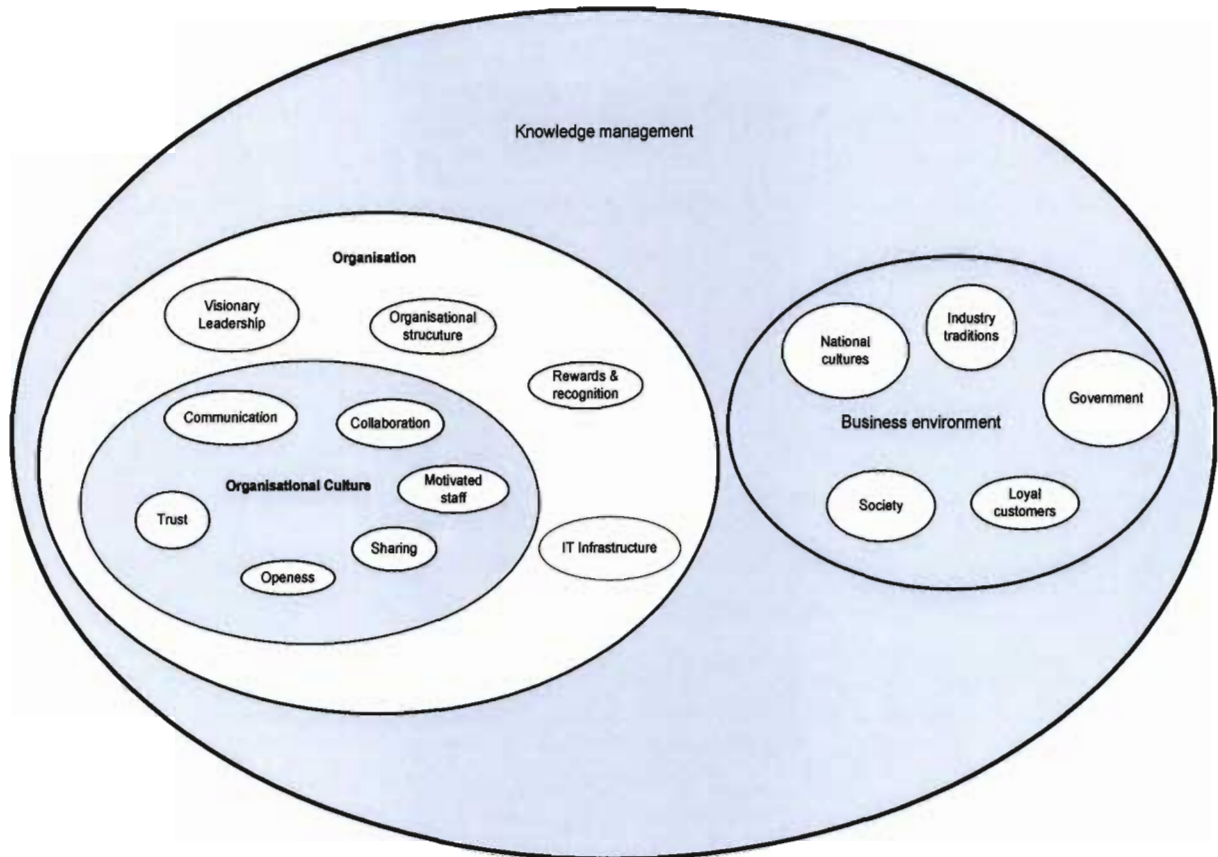 Knowledge management
Organisation
Visionary
Leadership
Organisational
strucuture
Rewards &
recognition
Communication
Collaboration
Organisational Culture
Motivated
staff
Trust
Sharing
Openess
IT Infrastructure
National
cultures
Industry
traditions
Government
Business environment
Society
Loyal
customers